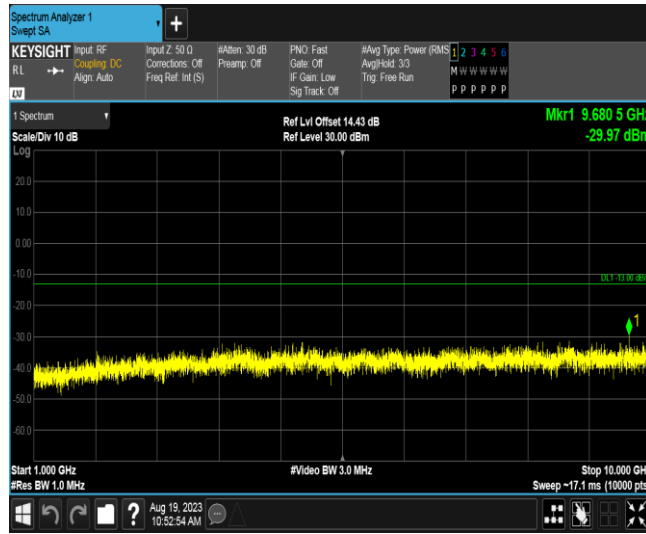 Spectrum Analyzer 1
Swept SA
KEYSIGHT
RL
LXI
Input: RF
Coupling: DC
Align: Auto
Input Z: 50 Ω
Corrections: Off
Freq Ref: Int (S)
#Atten: 30 dB
Preamp: Off
PNO: Fast
Gate: Off
IF Gain: Low
Sig Track: Off
#Avg Type: Power (RMS
Avg|Hold: 3/3
Trig: Free Run
1 2 3 4 5 6
M W W W W W
P P P P P P
1 Spectrum
Scale/Div 10 dB
Log
Ref Lvl Offset 14.43 dB
Ref Level 30.00 dBm
Mkr1 9.680 5 GHz
-29.97 dBm
20.0
10.0
0.00
-10.0
-20.0
-30.0
-40.0
-50.0
-60.0
DL1 -13.00 dBm
1
Start 1.000 GHz
#Res BW 1.0 MHz
#Video BW 3.0 MHz
Stop 10.000 GHz
Sweep ~17.1 ms (10000 pts
?
Aug 19, 2023
10:52:54 AM